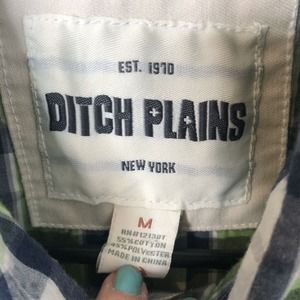 EST. 1970
DITCH PLAINS
NEW YORK
M
55% COTTON
45% POLYESTER
MADE IN CHINA